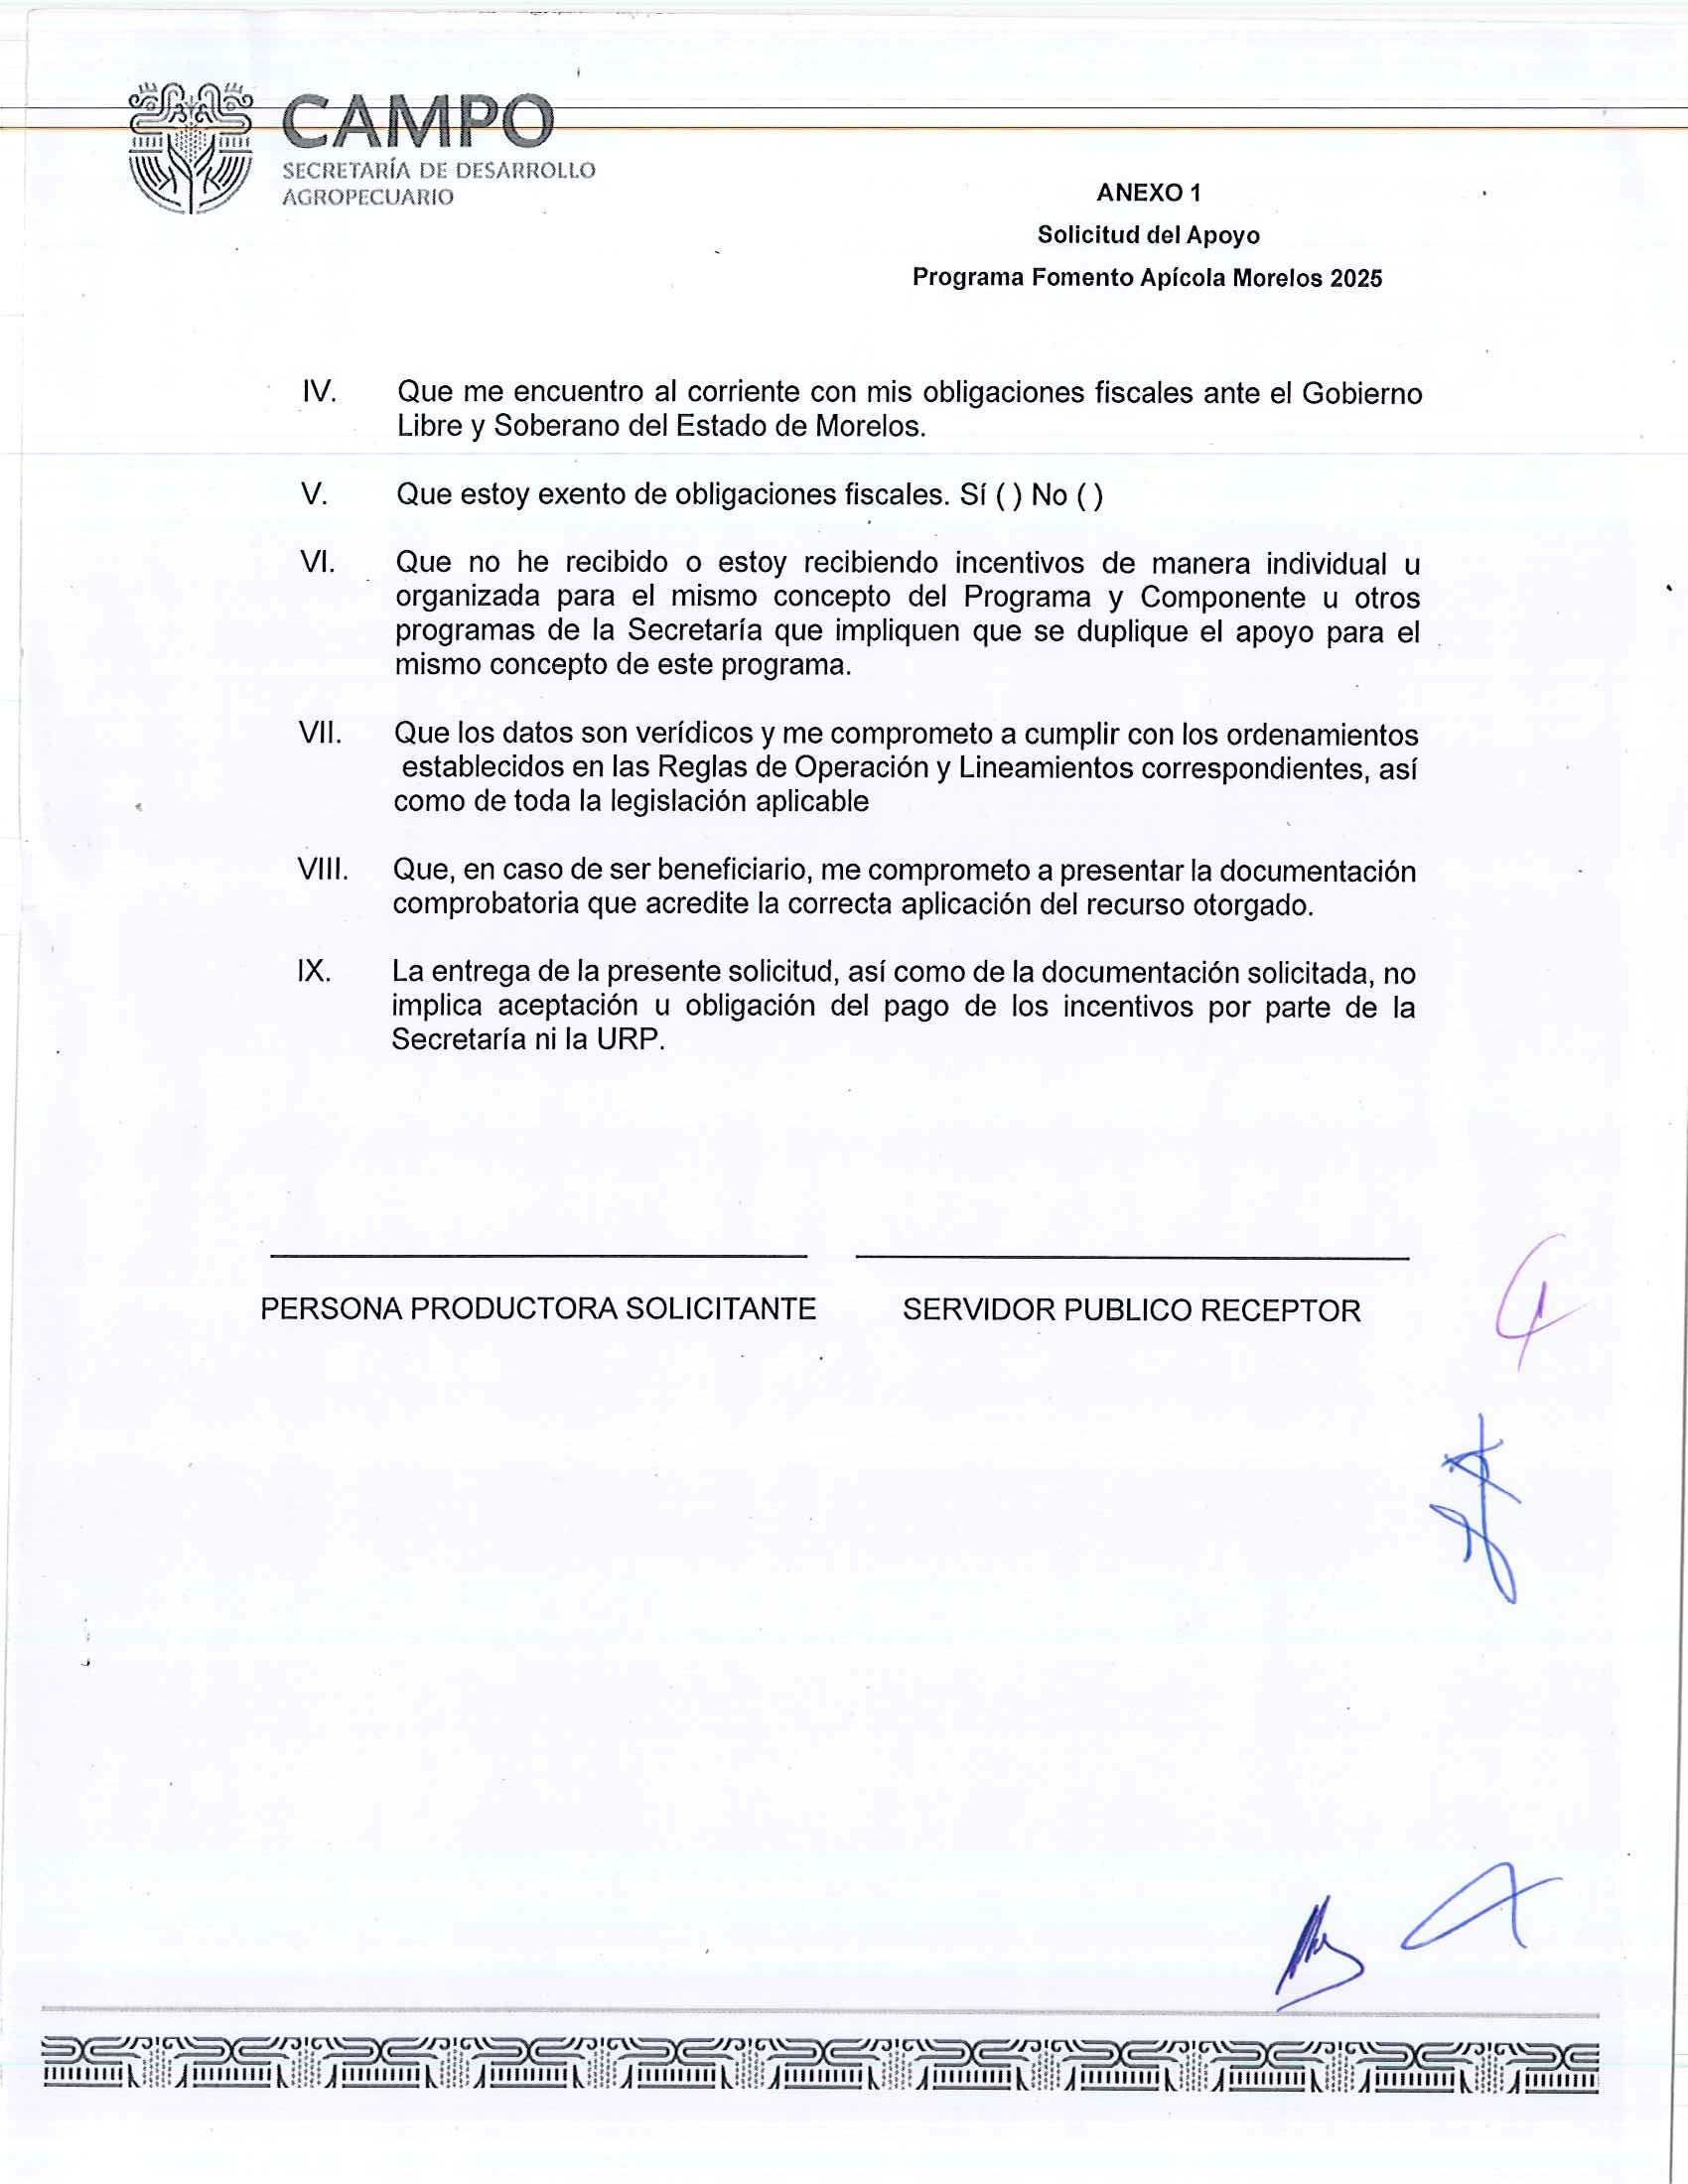 CAMPO
SECRETARÍA DE DESARROLLO
AGROPECUARIO
ANEXO 1
Solicitud del Apoyo
Programa Fomento Apícola Morelos 2025
IV. Que me encuentro al corriente con mis obligaciones fiscales ante el Gobierno
Libre y Soberano del Estado de Morelos.
V. Que estoy exento de obligaciones fiscales. Sí ( ) No ( )
VI. Que no he recibido o estoy recibiendo incentivos de manera individual u
organizada para el mismo concepto del Programa y Componente u otros
programas de la Secretaría que impliquen que se duplique el apoyo para el
mismo concepto de este programa.
VII. Que los datos son verídicos y me comprometo a cumplir con los ordenamientos
establecidos en las Reglas de Operación y Lineamientos correspondientes, así
como de toda la legislación aplicable
VIII. Que, en caso de ser beneficiario, me comprometo a presentar la documentación
comprobatoria que acredite la correcta aplicación del recurso otorgado.
IX. La entrega de la presente solicitud, así como de la documentación solicitada, no
implica aceptación u obligación del pago de los incentivos por parte de la
Secretaría ni la URP.
PERSONA PRODUCTORA SOLICITANTE SERVIDOR PUBLICO RECEPTOR